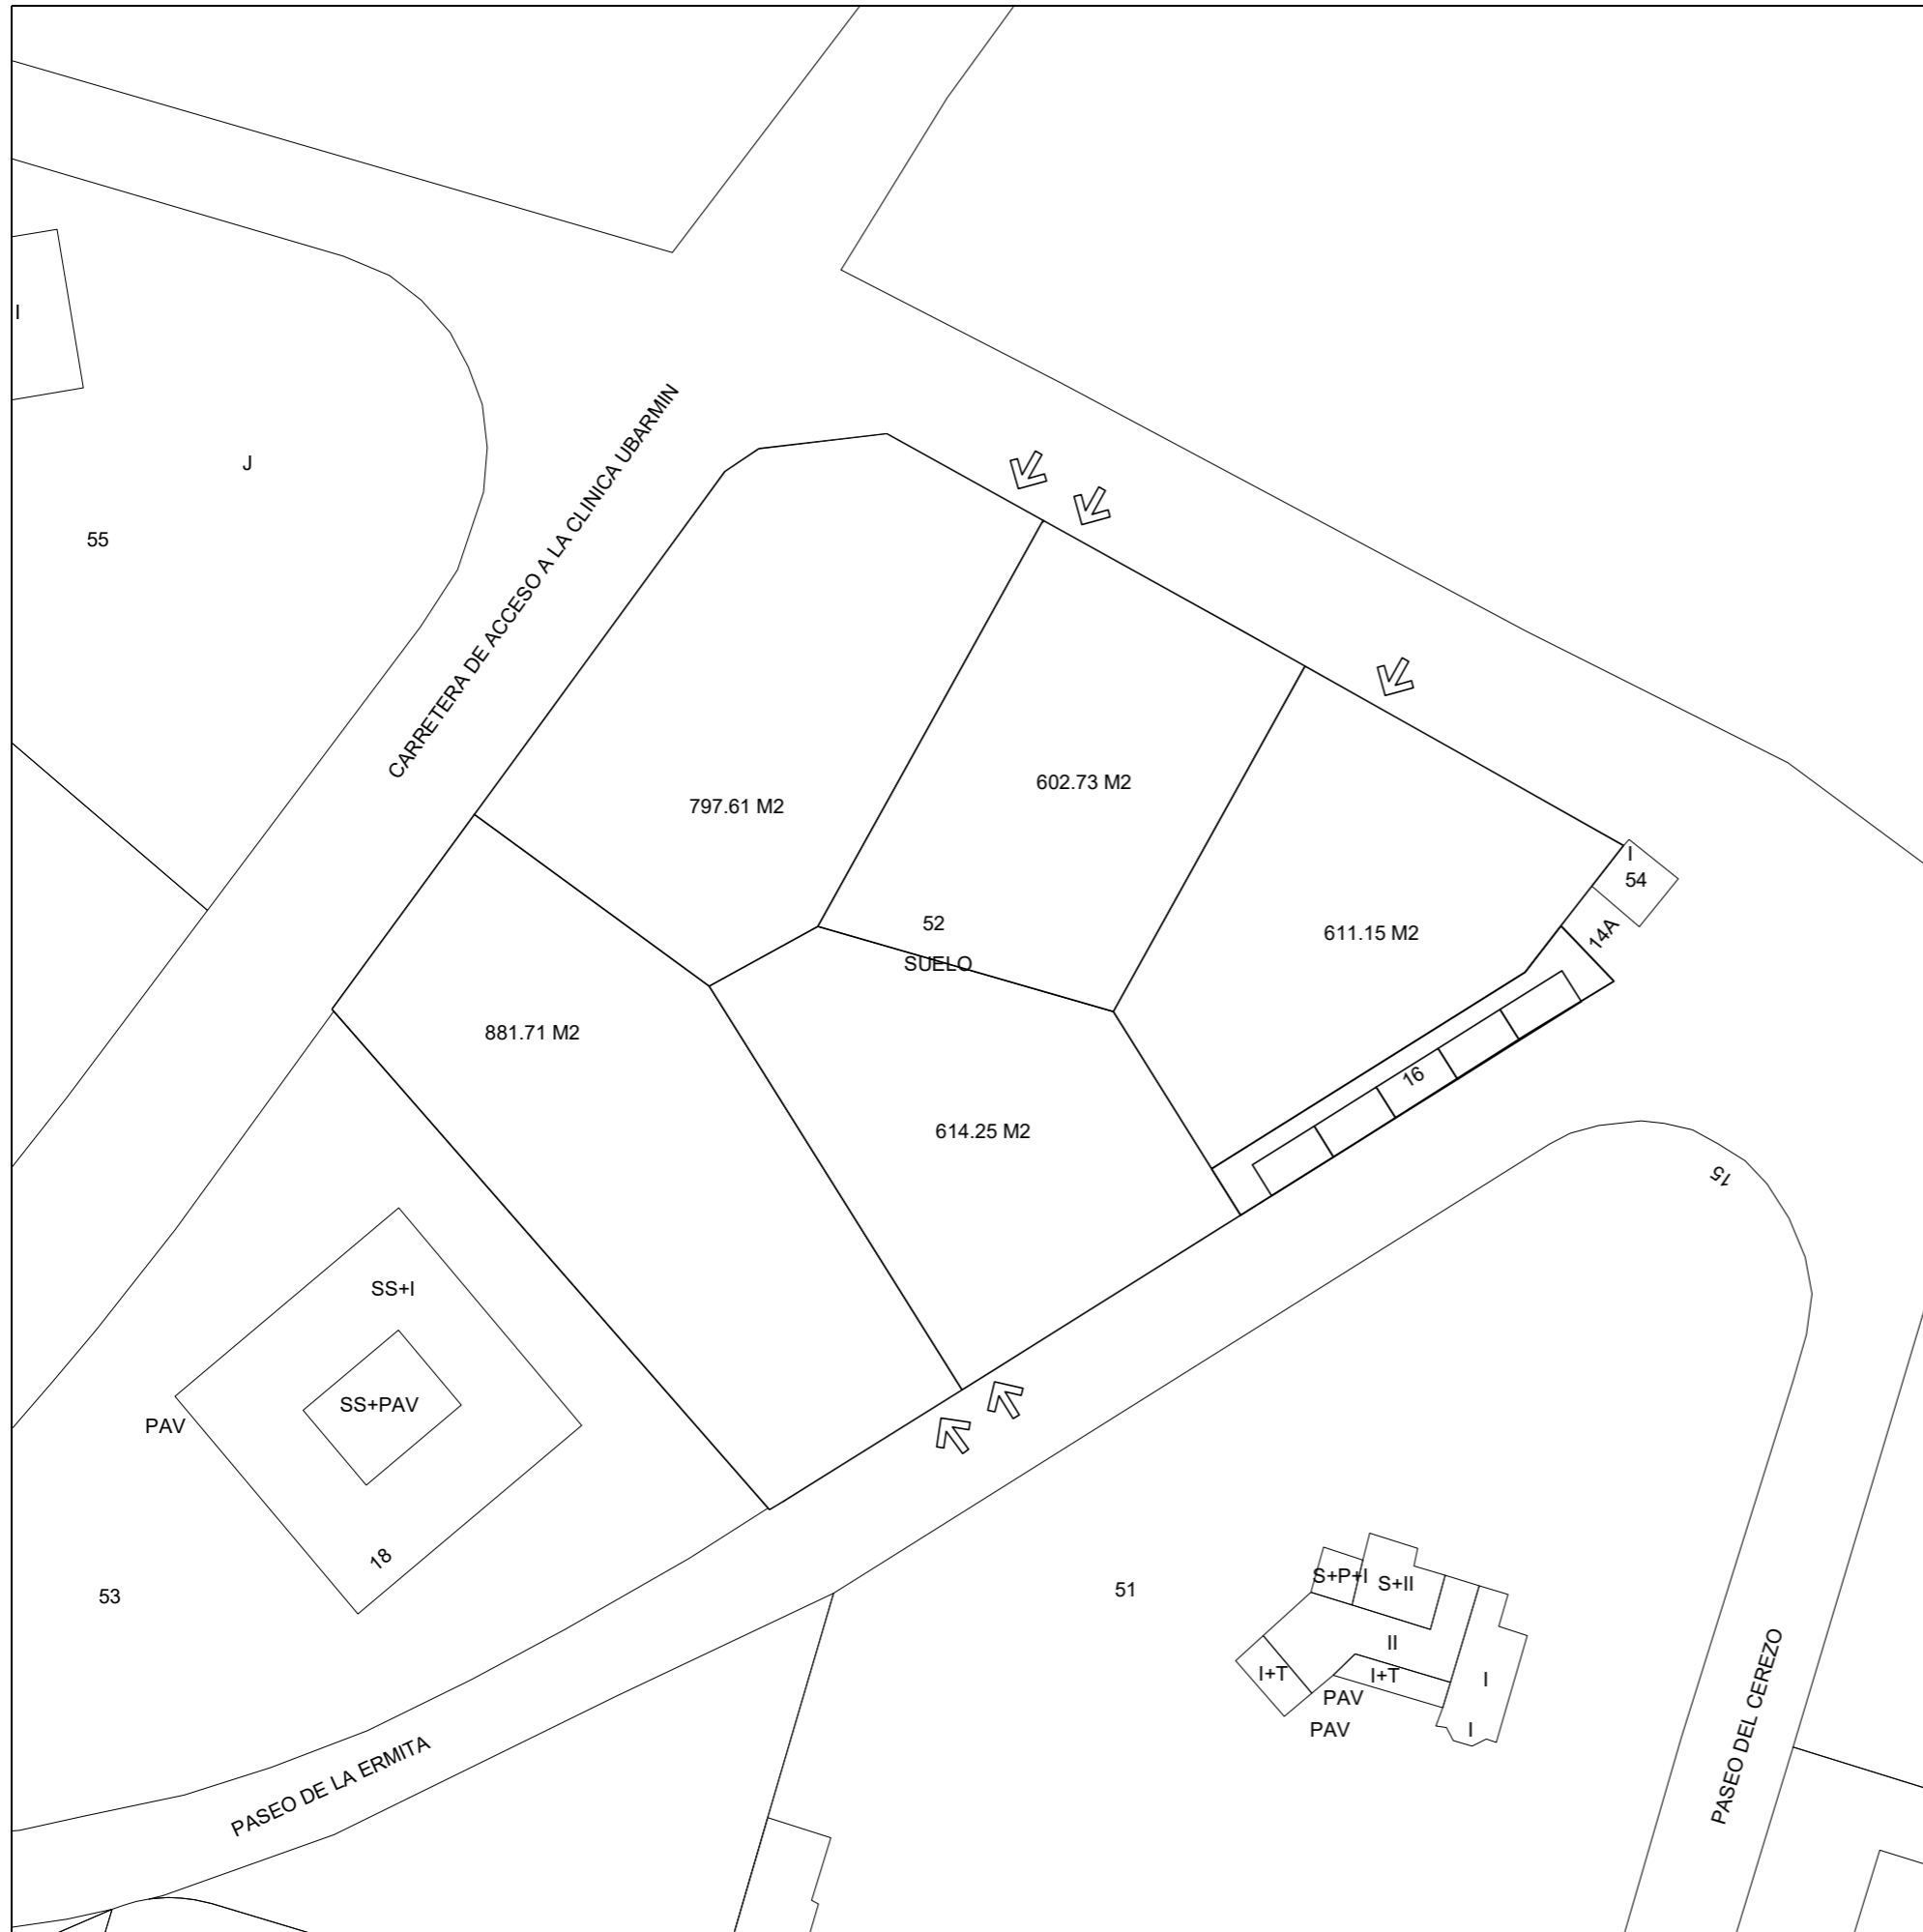 I
J
55
CARRETERA DE ACCESO A LA CLINICA UBARMIN
797.61 M2
602.73 M2
I
54
14A
52
SUELO
611.15 M2
881.71 M2
16
614.25 M2
15
SS+I
SS+PAV
PAV
18
53
51
S+P+I
S+II
II
I+T
I+T
I
PAV
PAV
I
PASEO DE LA ERMITA
PASEO DEL CEREZO